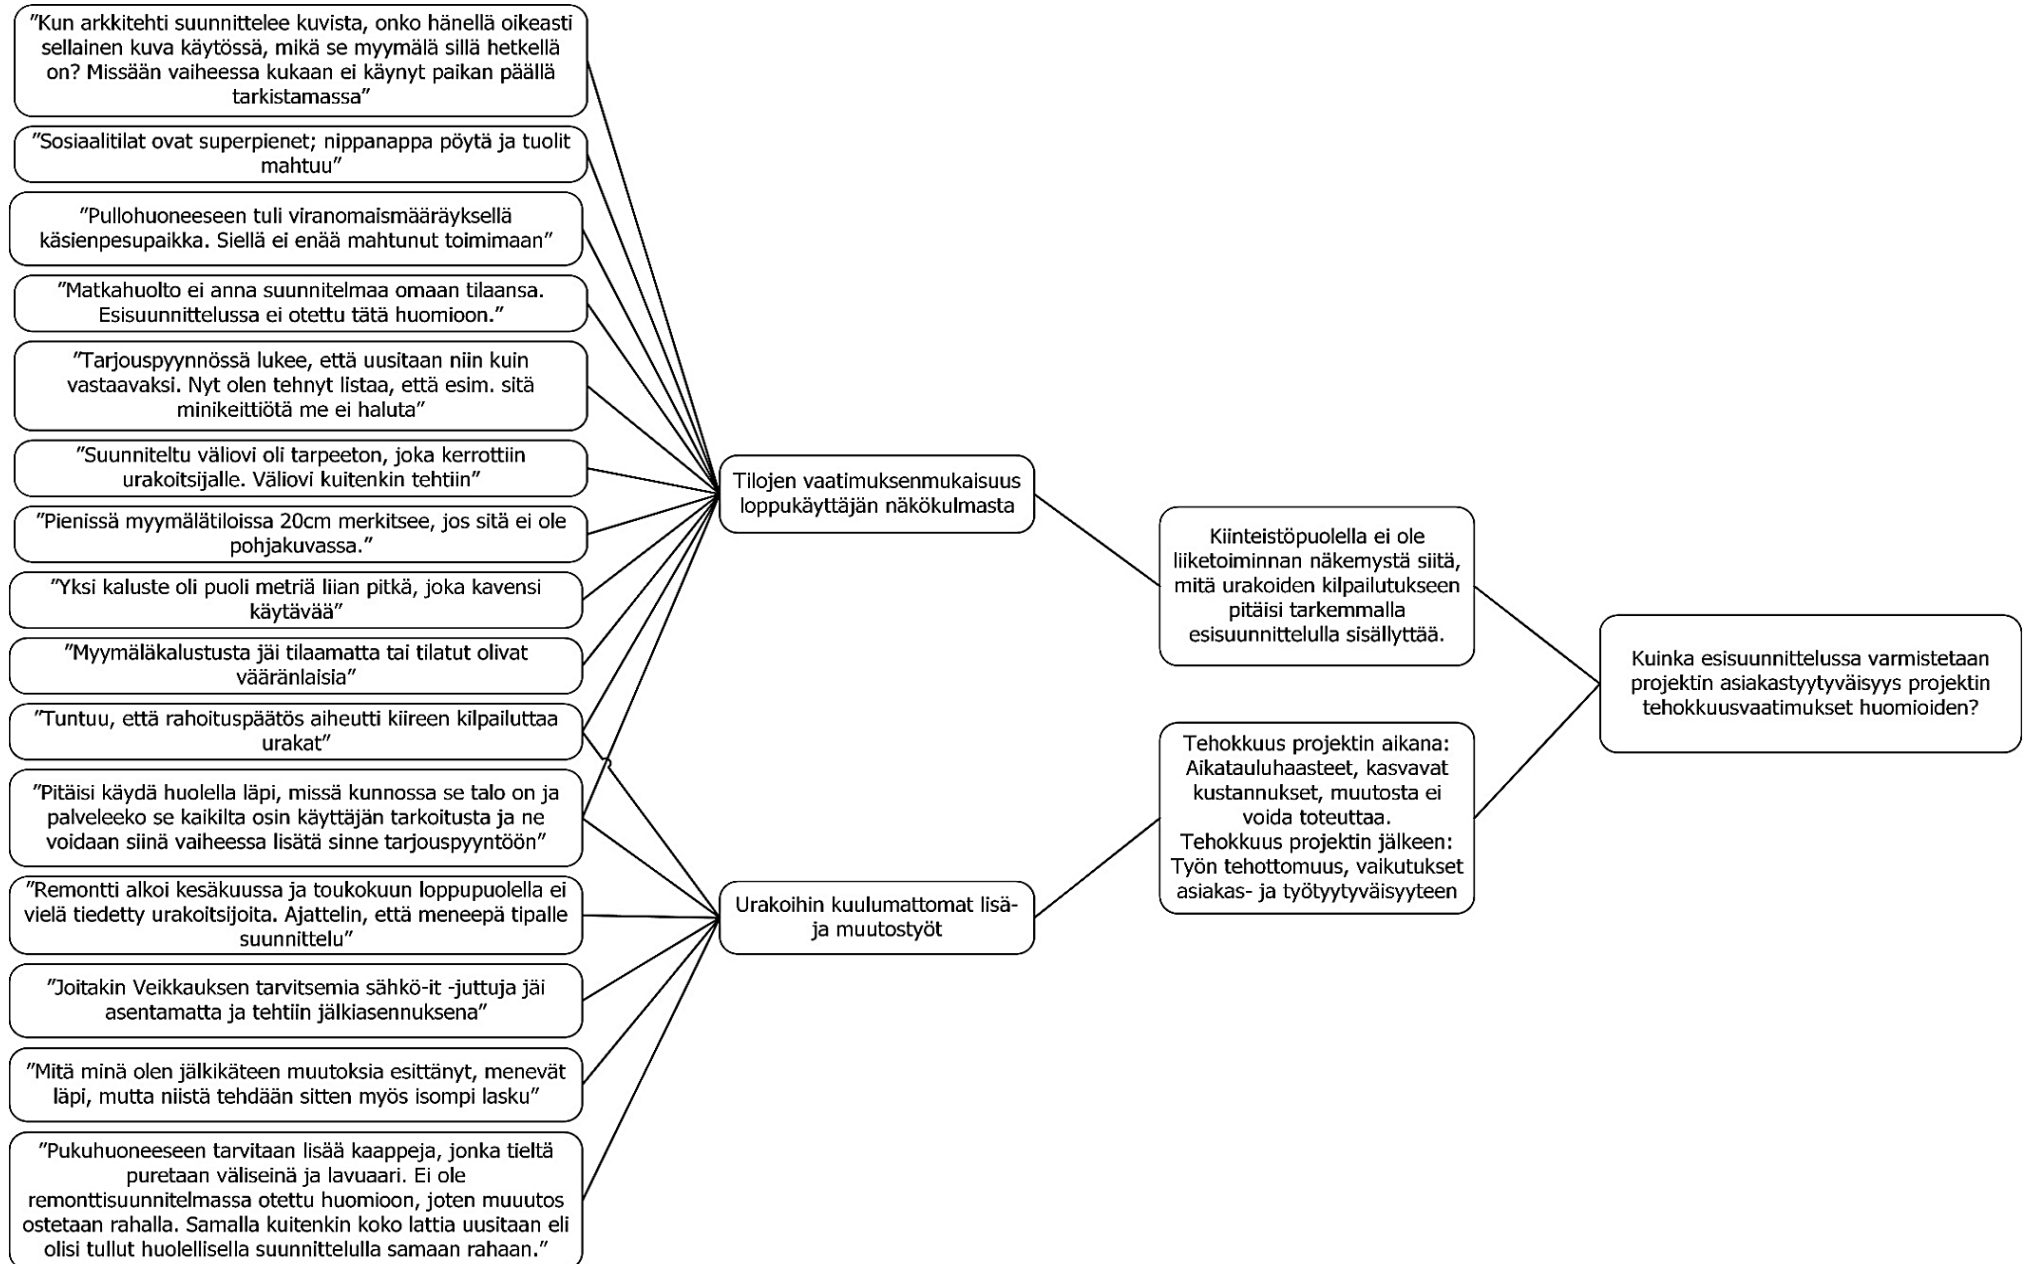 ”Kun arkkitehti suunnittelee kuvista, onko hänellä oikeasti
sellainen kuva käytössä, mikä se myymälä sillä hetkellä
on? Missään vaiheessa kukaan ei käynyt paikan päällä
tarkistamassa”
”Sosiaalitilat ovat superpienet; nippanappa pöytä ja tuolit
mahtuu”
”Pullohuoneeseen tuli viranomaismääräyksellä
käsienpesupaikka. Siellä ei enää mahtunut toimimaan”
”Matkahuolto ei anna suunnitelmaa omaan tilaansa.
Esisuunnittelussa ei otettu tätä huomioon.”
”Tarjouspyynnössä lukee, että uusitaan niin kuin
vastaavaksi. Nyt olen tehnyt listaa, että esim. sitä
minikeittiötä me ei haluta”
”Suunniteltu väliovi oli tarpeeton, joka kerrottiin
urakoitsijalle. Väliovi kuitenkin tehtiin”
”Pienissä myymälätiloissa 20cm merkitsee, jos sitä ei ole
pohjakuvassa.”
”Yksi kaluste oli puoli metriä liian pitkä, joka kavensi
käytävää”
”Myymäläkalustusta jäi tilaamatta tai tilatut olivat
vääränlaisia”
”Tuntuu, että rahoituspäätös aiheutti kiireen kilpailuttaa
urakat”
”Pitäisi käydä huolella läpi, missä kunnossa se talo on ja
palveleeko se kaikilta osin käyttäjän tarkoitusta ja ne
voidaan siinä vaiheessa lisätä sinne tarjouspyyntöön”
”Remontti alkoi kesäkuussa ja toukokuun loppupuolella ei
vielä tiedetty urakoitsijoita. Ajattelin, että meneepä tipalle
suunnittelu”
”Joitakin Veikkauksen tarvitsemia sähkö-it -juttuja jäi
asentamatta ja tehtiin jälkiasennuksena”
”Mitä minä olen jälkikäteen muutoksia esittänyt, menevät
läpi, mutta niistä tehdään sitten myös isompi lasku”
”Pukuhuoneeseen tarvitaan lisää kaappeja, jonka tieltä
puretaan väliseinä ja lavuaari. Ei ole
remonttisuunnitelmassa otettu huomioon, joten muuutos
ostetaan rahalla. Samalla kuitenkin koko lattia uusitaan eli
olisi tullut huolellisella suunnittelulla samaan rahaan.”
Tilojen vaatimuksenmukaisuus
loppukäyttäjän näkökulmasta
Urakoihin kuulumattomat lisä-
ja muutostyöt
Kiinteistöpuolella ei ole
liiketoiminnan näkemystä siitä,
mitä urakoiden kilpailutukseen
pitäisi tarkemmalla
esisuunnittelulla sisällyttää.
Tehokkuus projektin aikana:
Aikatauluhaasteet, kasvavat
kustannukset, muutosta ei
voida toteuttaa.
Tehokkuus projektin jälkeen:
Työn tehottomuus, vaikutukset
asiakas- ja työtyytyväisyyteen
Kuinka esisuunnittelussa varmistetaan
projektin asiakastyytyväisyys projektin
tehokkuusvaatimukset huomioiden?